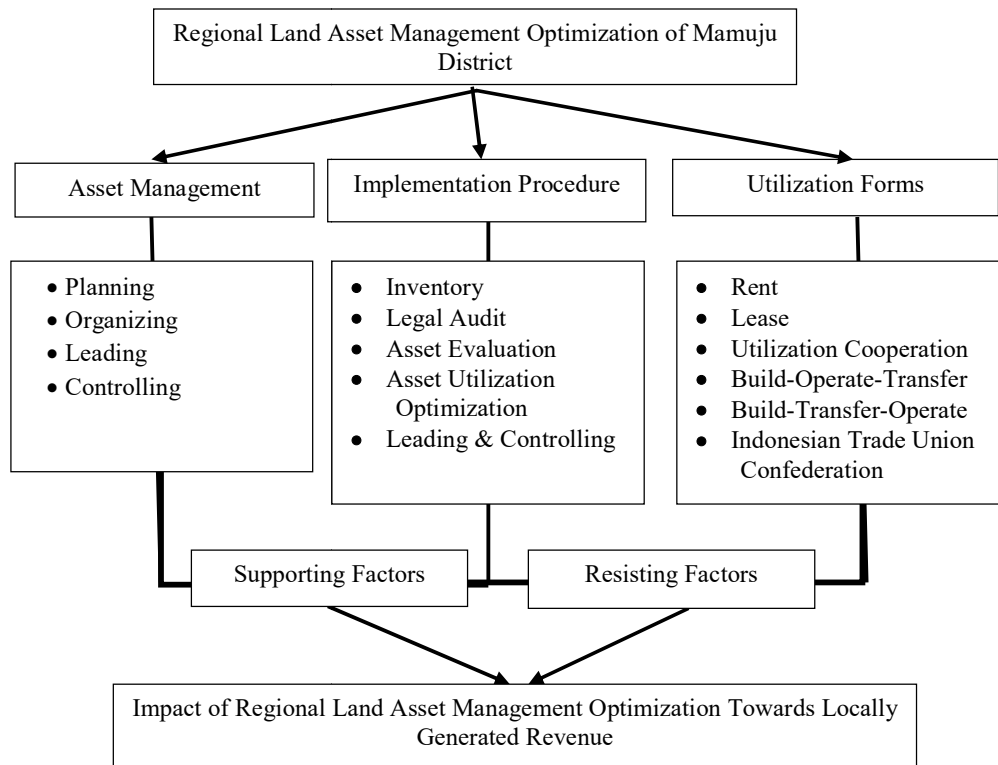 Regional Land Asset Management Optimization of Mamuju
District
Asset Management
Implementation Procedure
Utilization Forms
• Planning
• Organizing
• Leading
• Controlling
● Inventory
● Legal Audit
● Asset Evaluation
● Asset Utilization
Optimization
● Leading & Controlling
● Rent
● Lease
● Utilization Cooperation
● Build-Operate-Transfer
● Build-Transfer-Operate
● Indonesian Trade Union
Confederation
Supporting Factors
Resisting Factors
Impact of Regional Land Asset Management Optimization Towards Locally
Generated Revenue